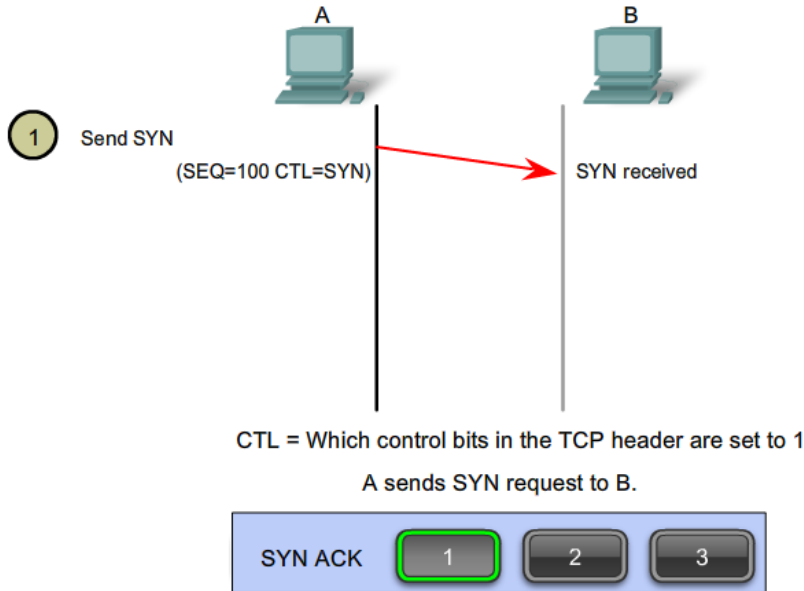 A B
1 Send SYN
(SEQ=100 CTL=SYN) SYN received
CTL = Which control bits in the TCP header are set to 1
A sends SYN request to B.
SYN ACK 1 2 3